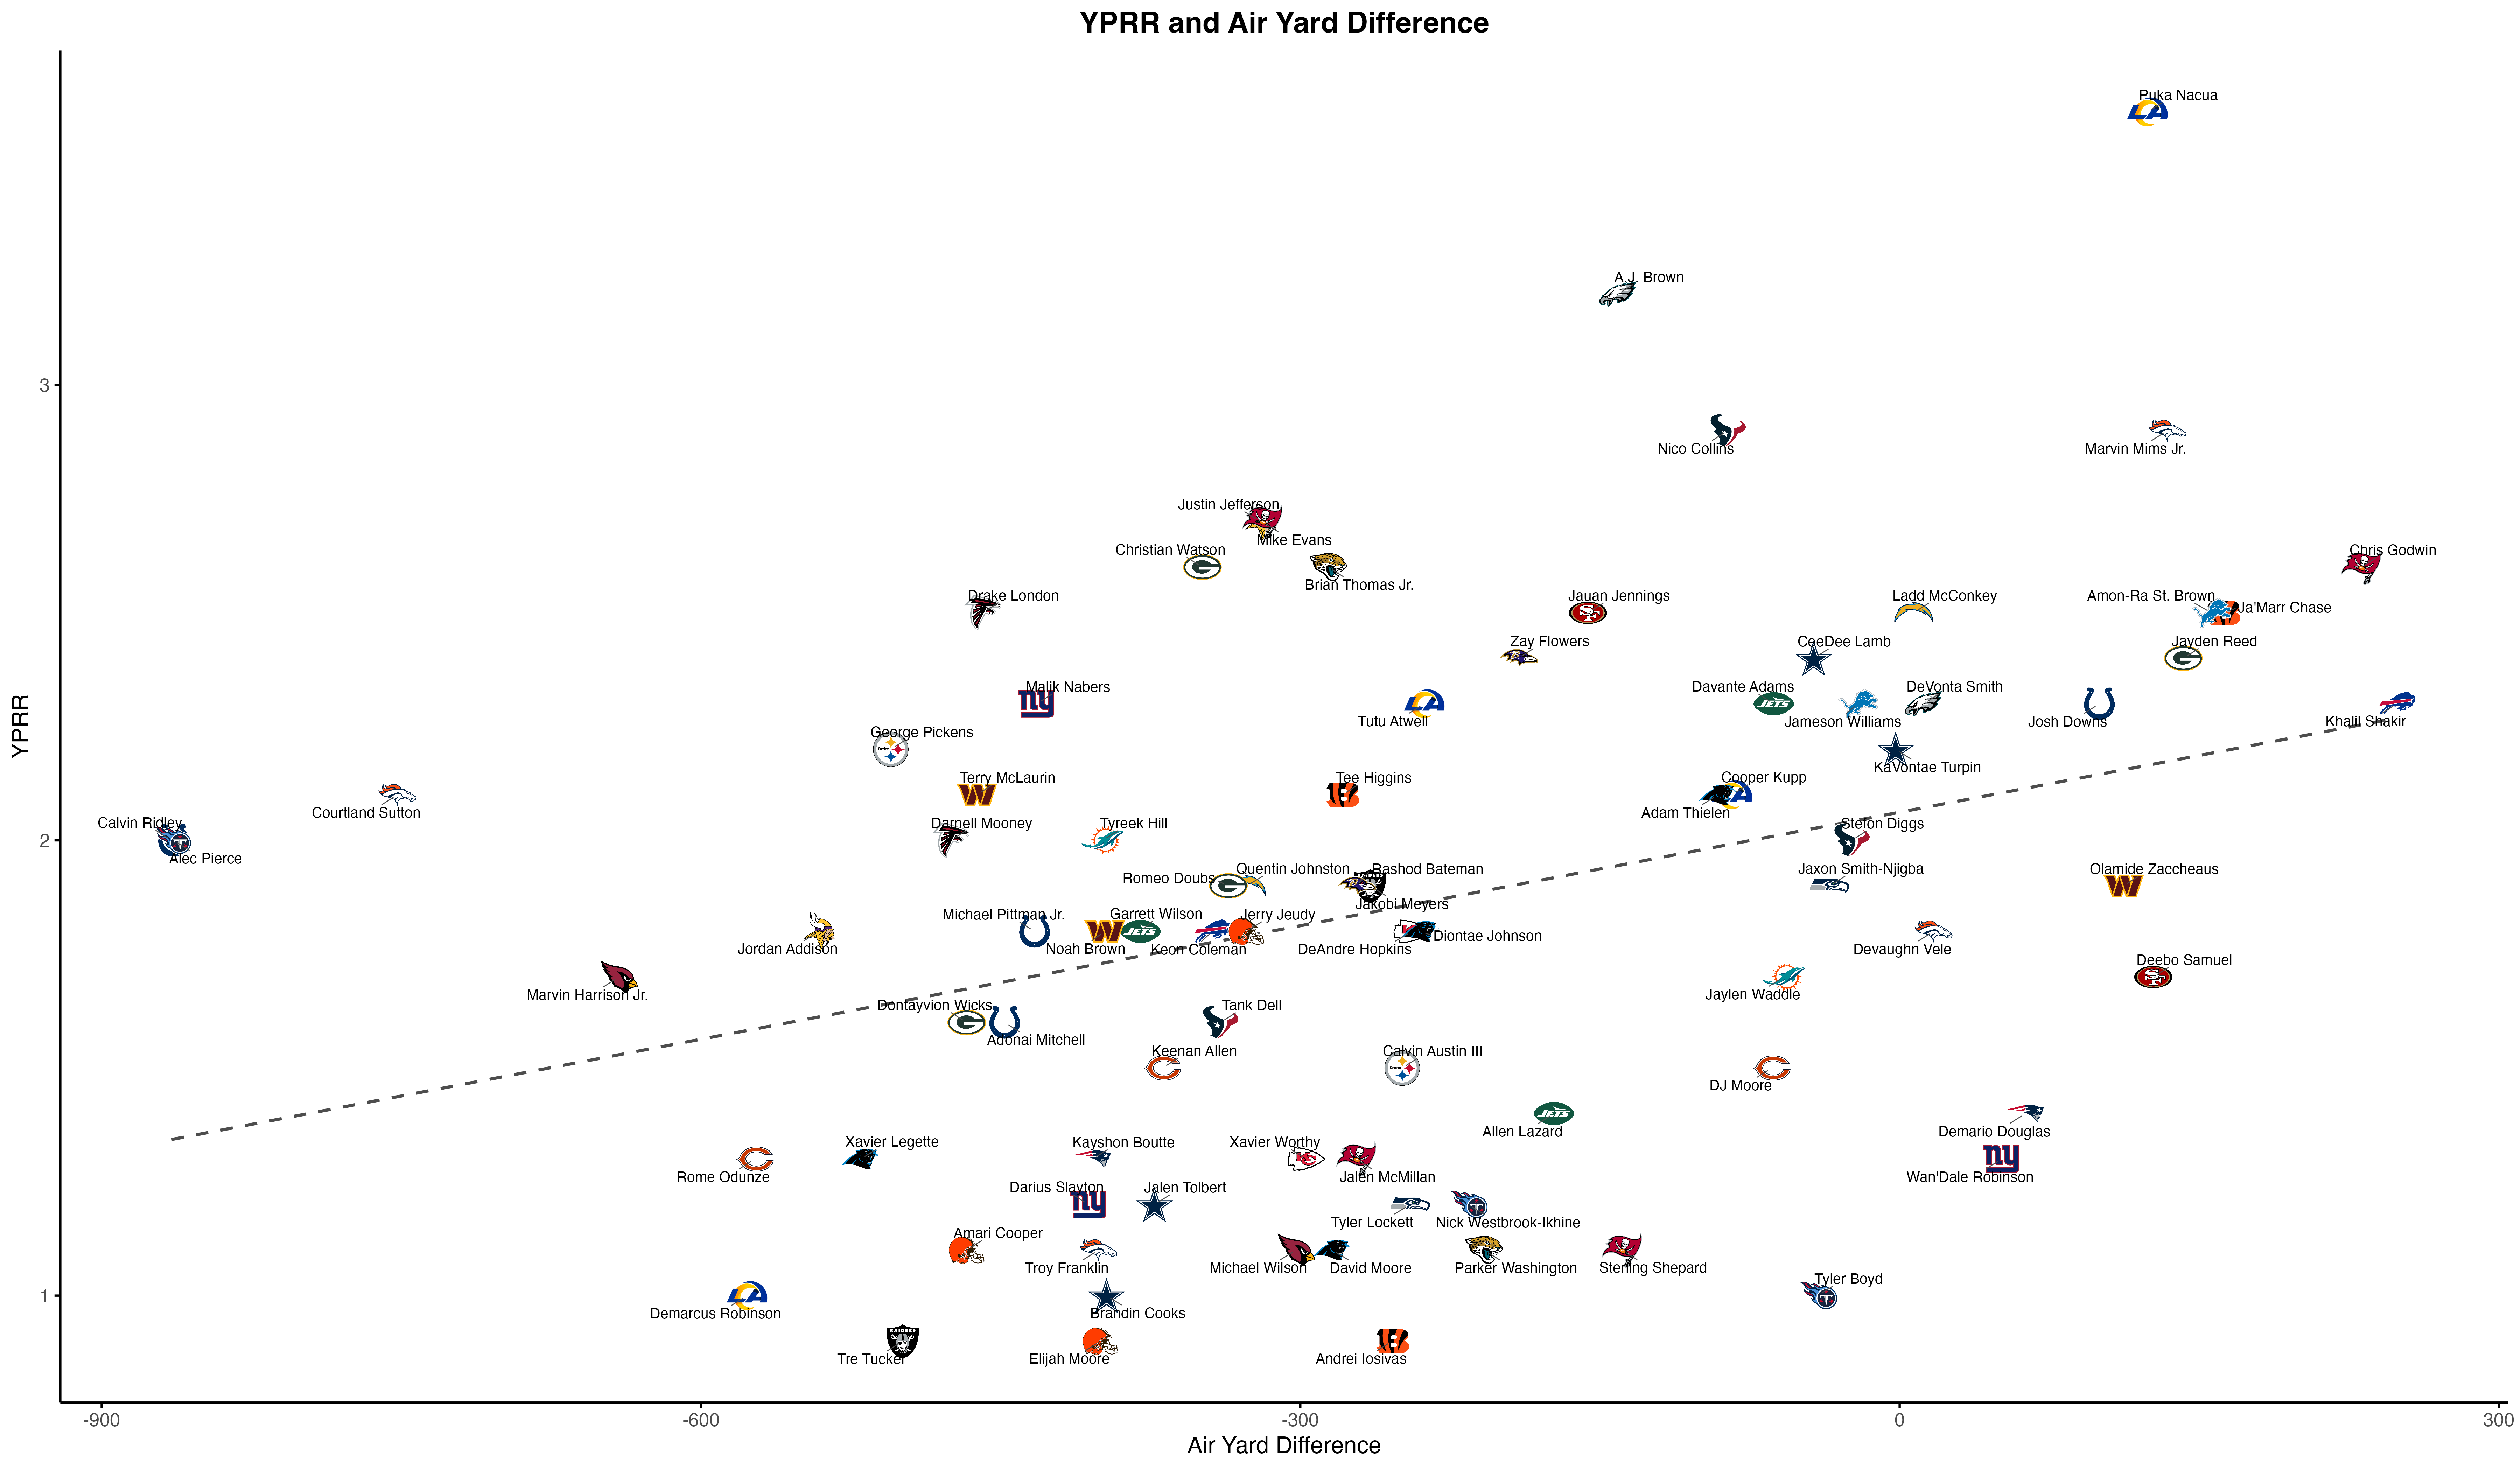 YPRR and Air Yard Difference
Puka Nacua
A.J. Brown
3
Nico Collins
Marvin Mims Jr.
Justin Jefferson
Mike Evans
Christian Watson
Chris Godwin
Brian Thomas Jr.
Drake London
Jauan Jennings
Ladd McConkey
Amon-Ra St. Brown
Ja'Marr Chase
Zay Flowers
CeeDee Lamb
Jayden Reed
Malik Nabers
Davante Adams
DeVonta Smith
Tutu Atwell
Jameson Williams
Josh Downs
Khalil Shakir
YPRR
George Pickens
KaVontae Turpin
Terry McLaurin
Tee Higgins
Cooper Kupp
Courtland Sutton
Adam Thielen
Calvin Ridley
Darnell Mooney
Tyreek Hill
Stefon Diggs
2
Alec Pierce
Romeo Doubs
Quentin Johnston
Rashod Bateman
Jaxon Smith-Njigba
Olamide Zaccheaus
Jakobi Meyers
Michael Pittman Jr.
Garrett Wilson
Jerry Jeudy
Diontae Johnson
Jordan Addison
Noah Brown
Keon Coleman
DeAndre Hopkins
Devaughn Vele
Deebo Samuel
Marvin Harrison Jr.
Jaylen Waddle
Dontayvion Wicks
Tank Dell
Adonai Mitchell
Keenan Allen
Calvin Austin III
DJ Moore
Allen Lazard
Demario Douglas
Xavier Legette
Kayshon Boutte
Xavier Worthy
Rome Odunze
Jalen McMillan
Wan'Dale Robinson
Darius Slayton
Jalen Tolbert
Tyler Lockett
Nick Westbrook-Ikhine
Amari Cooper
Troy Franklin
Michael Wilson
David Moore
Parker Washington
Sterling Shepard
Tyler Boyd
1
Demarcus Robinson
Brandin Cooks
Tre Tucker
Elijah Moore
Andrei Iosivas
-900
-600
-300
0
300
Air Yard Difference